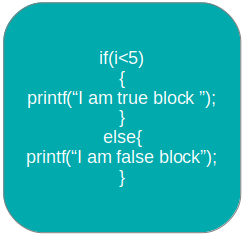 if(i<5)
{
printf(“I am true block ”);
}
else{
printf(“I am false block”);
}